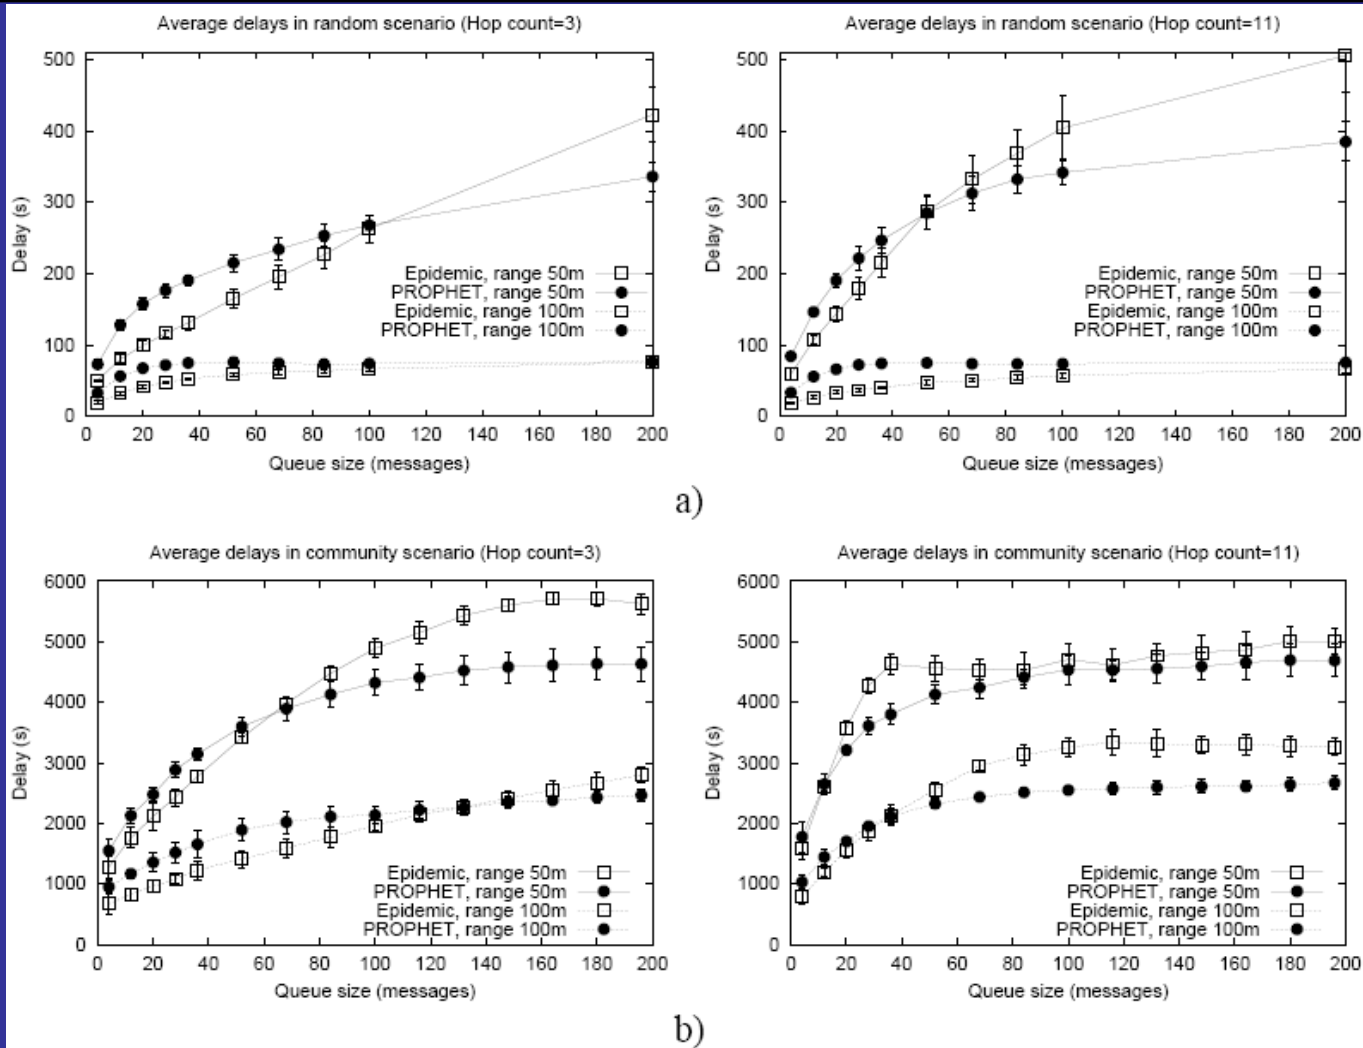 Average delays in random scenario (Hop count=3)
500
400
300
200
100
0
Delay (s)
Epidemic, range 50m
PROPHET, range 50m
Epidemic, range 100m
PROPHET, range 100m
0 20 40 60 80 100 120 140 160 180 200
Queue size (messages)
Average delays in random scenario (Hop count=11)
500
400
300
200
100
0
Delay (s)
Epidemic, range 50m
PROPHET, range 50m
Epidemic, range 100m
PROPHET, range 100m
0 20 40 60 80 100 120 140 160 180 200
Queue size (messages)
a)
Average delays in community scenario (Hop count=3)
6000
5000
4000
3000
2000
1000
0
Delay (s)
Epidemic, range 50m
PROPHET, range 50m
Epidemic, range 100m
PROPHET, range 100m
0 20 40 60 80 100 120 140 160 180 200
Queue size (messages)
Average delays in community scenario (Hop count=11)
6000
5000
4000
3000
2000
1000
0
Delay (s)
Epidemic, range 50m
PROPHET, range 50m
Epidemic, range 100m
PROPHET, range 100m
0 20 40 60 80 100 120 140 160 180 200
Queue size (messages)
b)